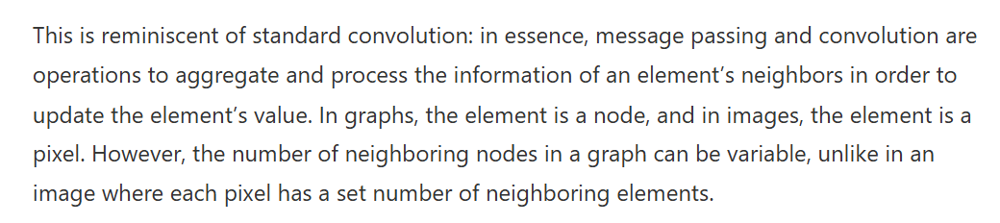 This is reminiscent of standard convolution: in essence, message passing and convolution are
operations to aggregate and process the information of an element’s neighbors in order to
update the element’s value. In graphs, the element is a node, and in images, the element is a
pixel. However, the number of neighboring nodes in a graph can be variable, unlike in an
image where each pixel has a set number of neighboring elements.